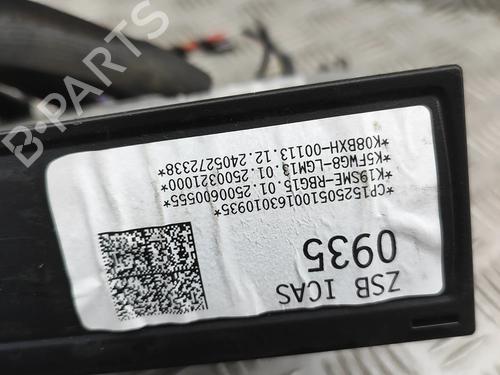 *CP152505100163010935*
*K19SME-RBG15.01.2500600555*
*K5FWG8-LGM13.01.2500321000*
*K08BXH-00113.12.2405272338*
0935
ZSB ICAS
B-PARTS